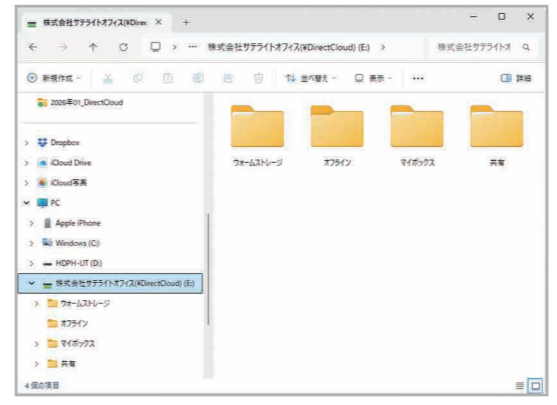 株式会社サテライトオフィス(¥Direc
株式会社サテライトオフィス(¥DirectCloud) (E:)
株式会社サテライトオ
新規作成
並べ替え
表示
詳細
2026年01_DirectCloud
Dropbox
iCloud Drive
iCloud写真
PC
Apple iPhone
Windows (C:)
HDPH-UT (D:)
株式会社サテライトオフィス(¥DirectCloud) (E:)
ウォームストレージ
オフライン
マイボックス
共有
ウォームストレージ
オフライン
マイボックス
共有
4 個の項目